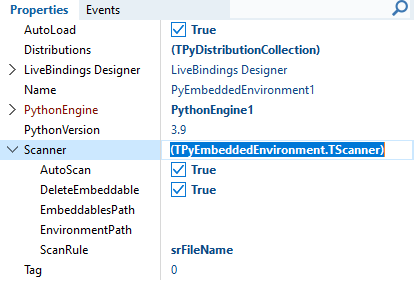 Properties Events
AutoLoad True
Distributions (TPyDistributionCollection)
LiveBindings Designer LiveBindings Designer
Name PyEmbeddedEnvironment1
PythonEngine PythonEngine1
PythonVersion 3.9
Scanner (TPyEmbeddedEnvironment.TScanner)
AutoScan True
DeleteEmbeddable True
EmbeddablesPath
EnvironmentPath
ScanRule srFileName
Tag 0